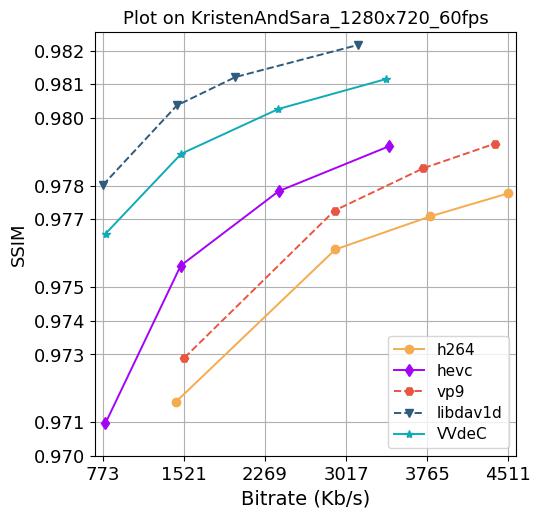 Plot on KristenAndSara_1280x720_60fps
0.982
0.981
0.980
0.978
0.977
SSIM
0.975
0.974
0.973
0.971
0.970
h264
hevc
vp9
libdav1d
VVdeC
773 1521 2269 3017 3765 4511
Bitrate (Kb/s)